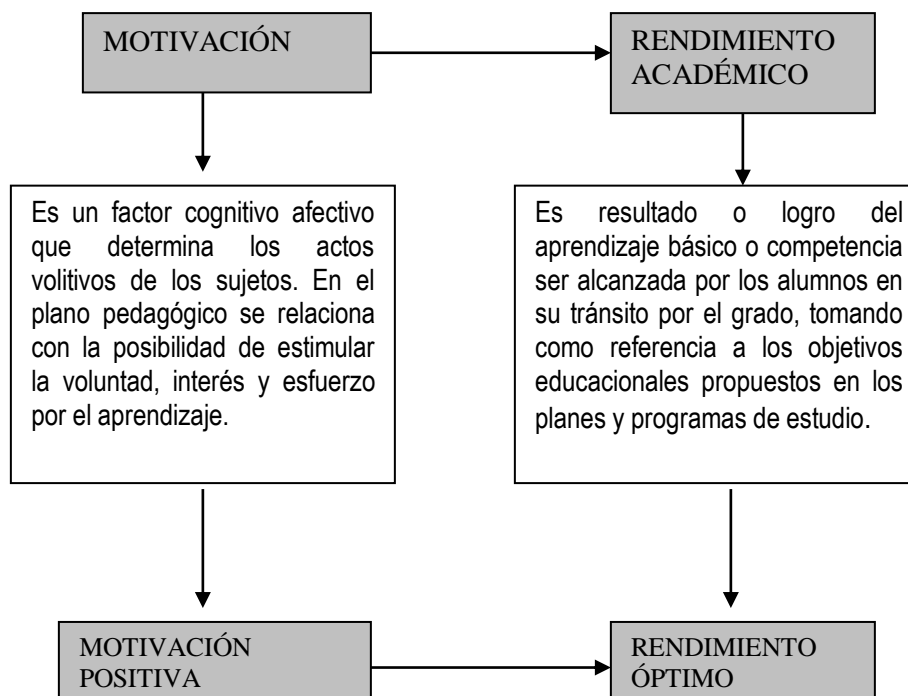 MOTIVACIÓN
RENDIMIENTO
ACADÉMICO
Es un factor cognitivo afectivo
que determina los actos
volitivos de los sujetos. En el
plano pedagógico se relaciona
con la posibilidad de estimular
la voluntad, interés y esfuerzo
por el aprendizaje.
Es resultado o logro del
aprendizaje básico o competencia
ser alcanzada por los alumnos en
su tránsito por el grado, tomando
como referencia a los objetivos
educacionales propuestos en los
planes y programas de estudio.
MOTIVACIÓN
POSITIVA
RENDIMIENTO
ÓPTIMO